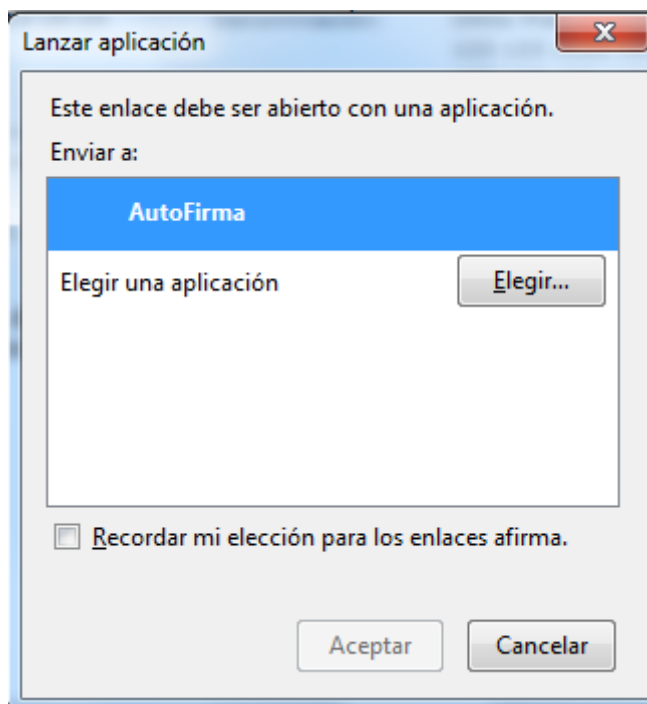 Lanzar aplicación
Este enlace debe ser abierto con una aplicación.
Enviar a:
AutoFirma
Elegir una aplicación
Elegir...
Recordar mi elección para los enlaces afirma.
Aceptar
Cancelar